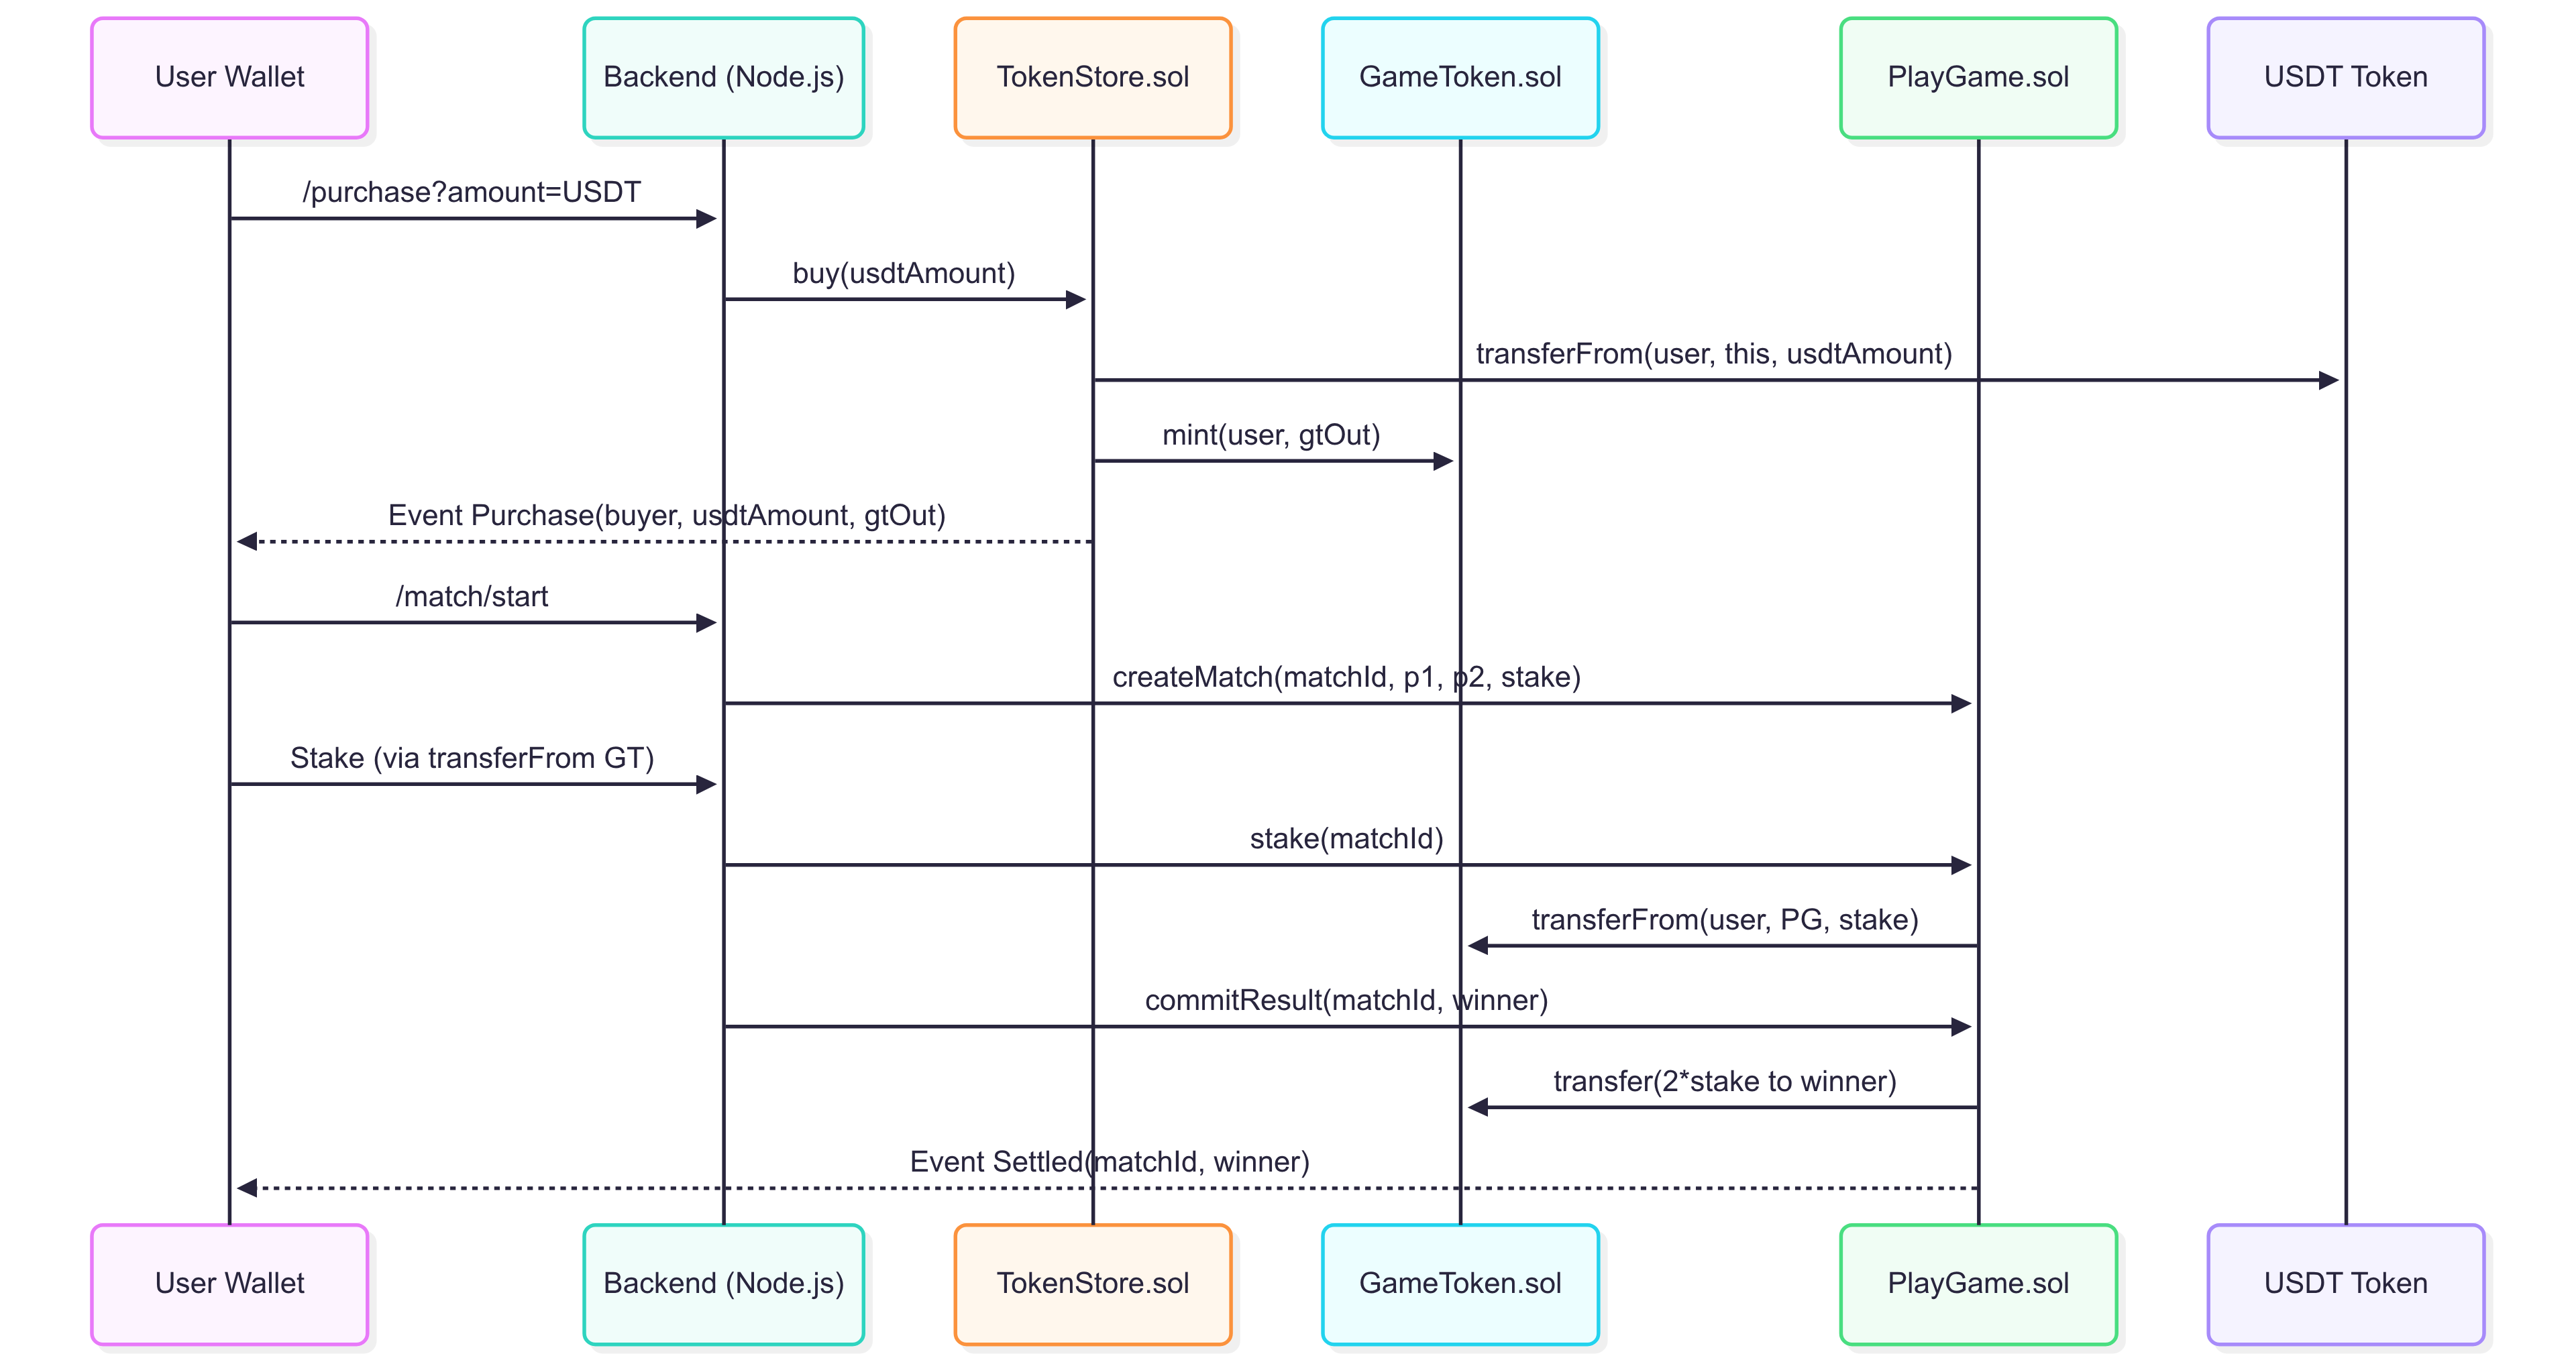 User Wallet
Backend (Node.js)
TokenStore.sol
GameToken.sol
PlayGame.sol
USDT Token
/purchase?amount=USDT
buy(usdtAmount)
transferFrom(user, this, usdtAmount)
mint(user, gtOut)
Event Purchase(buyer, usdtAmount, gtOut)
/match/start
createMatch(matchId, p1, p2, stake)
Stake (via transferFrom GT)
stake(matchId)
transferFrom(user, PG, stake)
commitResult(matchId, winner)
transfer(2*stake to winner)
Event Settled(matchId, winner)
User Wallet
Backend (Node.js)
TokenStore.sol
GameToken.sol
PlayGame.sol
USDT Token